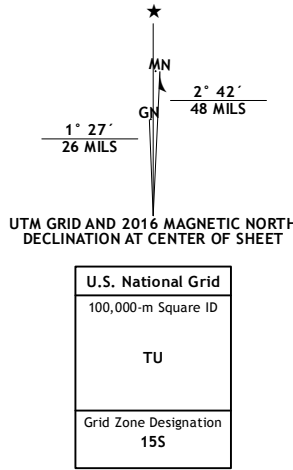 ★
MN
GN
2° 42´
48 MILS
1° 27´
26 MILS
UTM GRID AND 2016 MAGNETIC NORTH
DECLINATION AT CENTER OF SHEET
U.S. National Grid
100,000-m Square ID
TU
Grid Zone Designation
15S